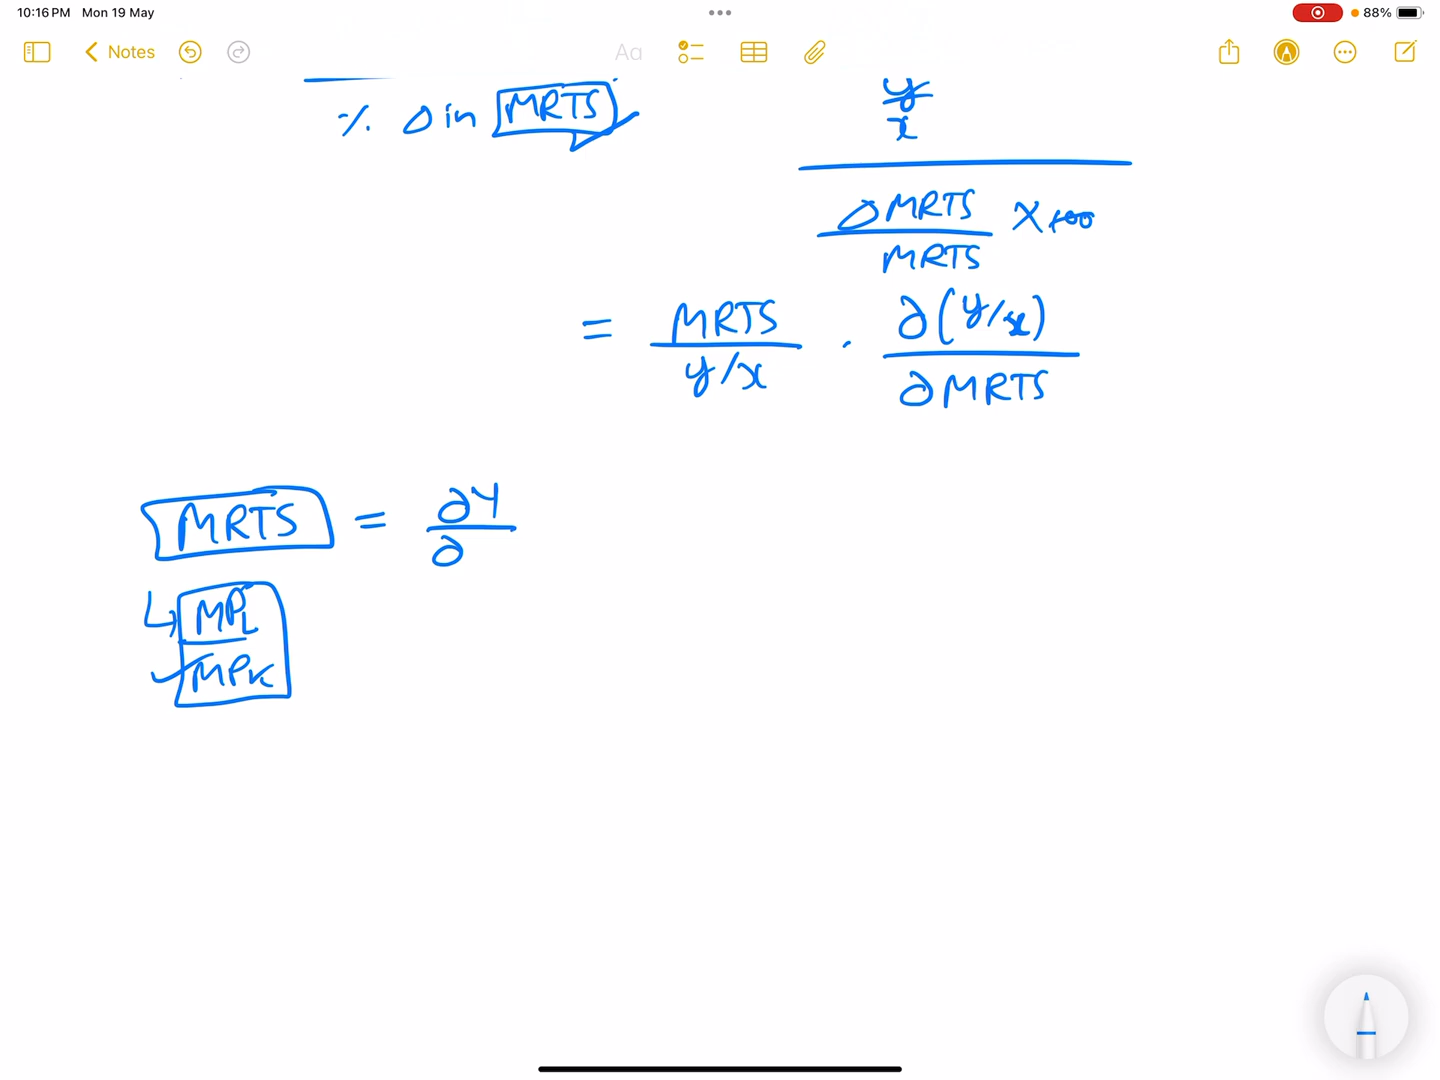 10:16 PM Mon 19 May
88%
Notes
Aa
% Δ in MRTS
y
x
Δ MRTS × 100
MRTS
= MRTS . ∂(y/x)
y/x ∂MRTS
MRTS = ∂Y
∂
MPL
MPK